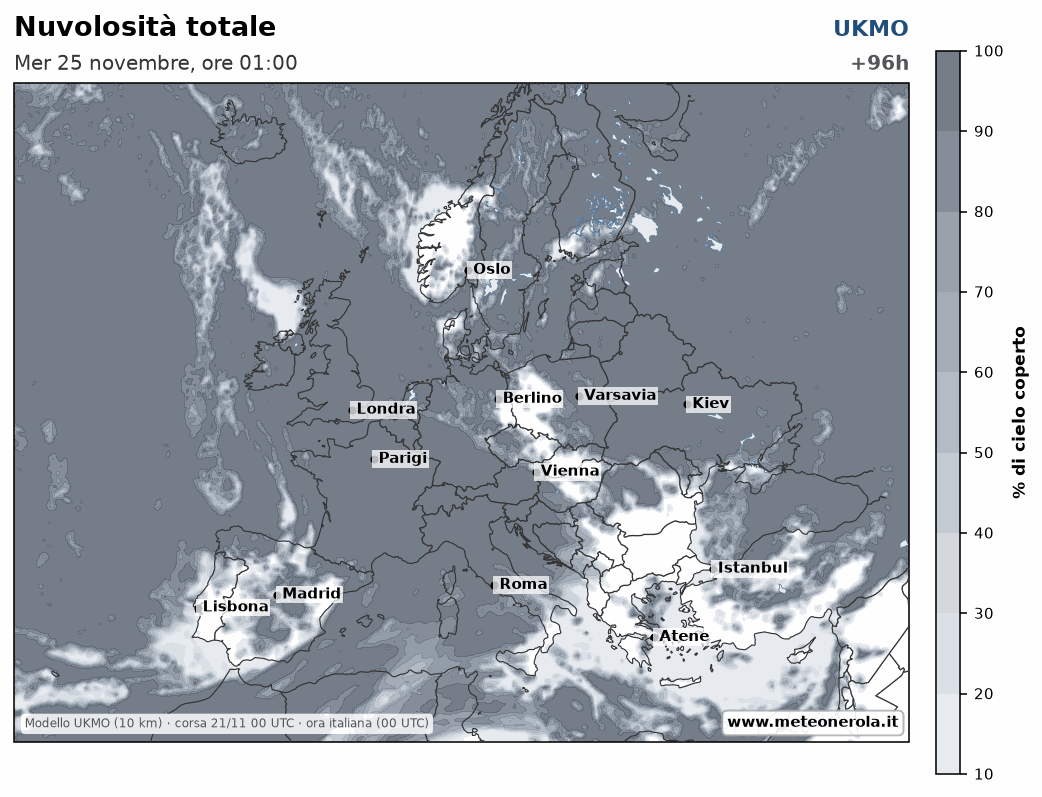 Nuvolosità totale
UKMO
Mer 25 novembre, ore 01:00
+96h
100
90
80
70
60
50
40
30
20
10
% di cielo coperto
Oslo
Berlino
Varsavia
Londra
Kiev
Parigi
Vienna
Istanbul
Roma
Madrid
Lisbona
Atene
Modello UKMO (10 km) · corsa 21/11 00 UTC · ora italiana (00 UTC)
www.meteonerola.it